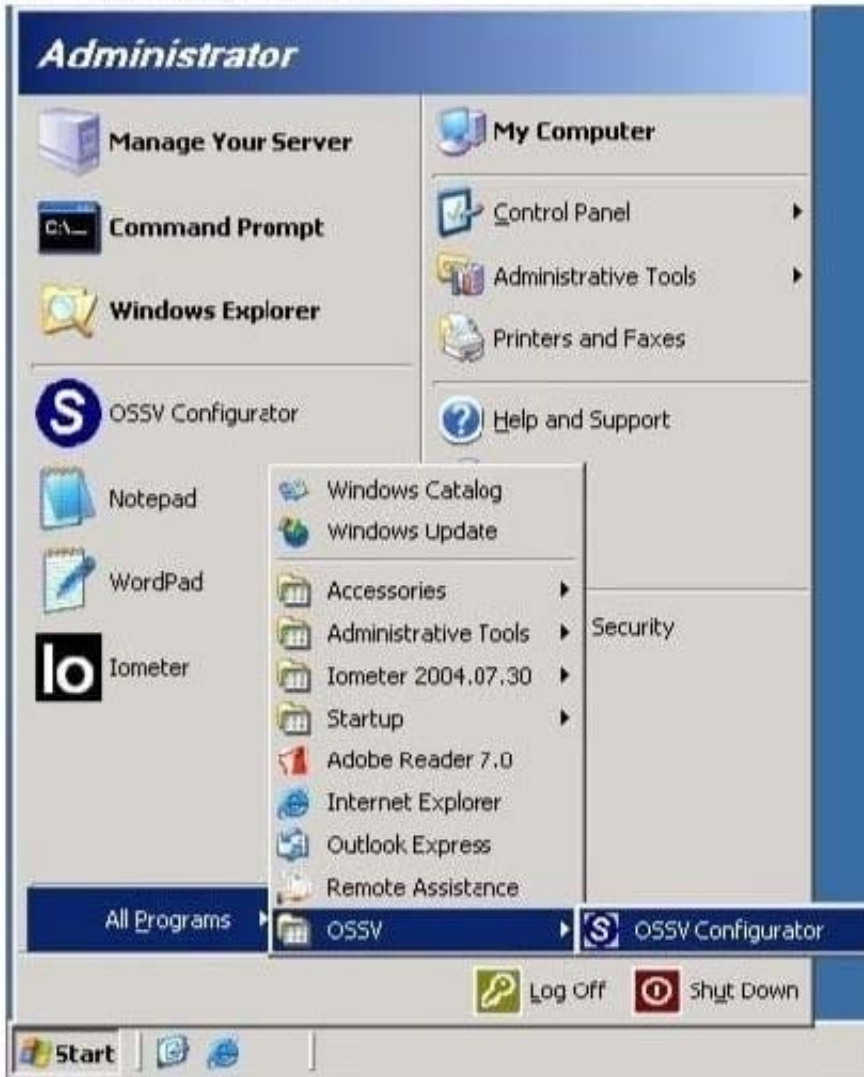 Administrator
Manage Your Server
Command Prompt
Windows Explorer
OSSV Configurator
Notepad
WordPad
Iometer
My Computer
Control Panel
Administrative Tools
Printers and Faxes
Help and Support
Security
Windows Catalog
Windows Update
Accessories
Administrative Tools
Iometer 2004.07.30
Startup
Adobe Reader 7.0
Internet Explorer
Outlook Express
Remote Assistance
OSSV
OSSV Configurator
All Programs
Log Off
Shut Down
Start